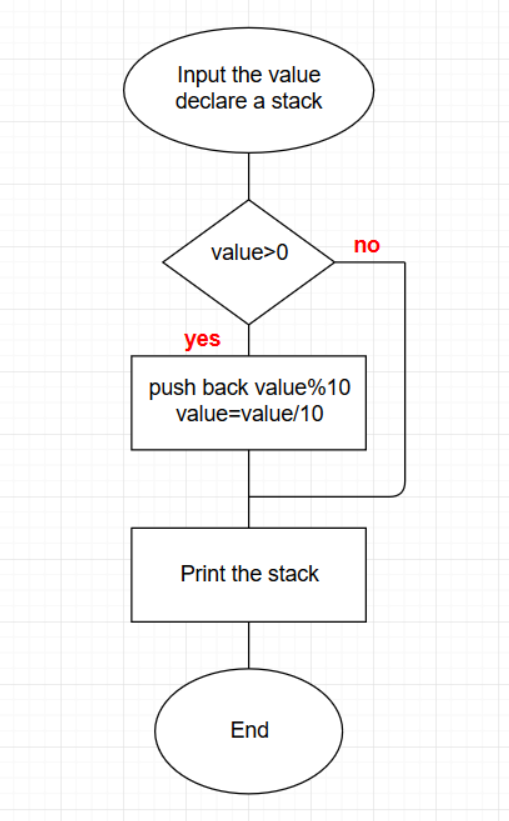 Input the value
declare a stack
value>0
no
yes
push back value%10
value=value/10
Print the stack
End